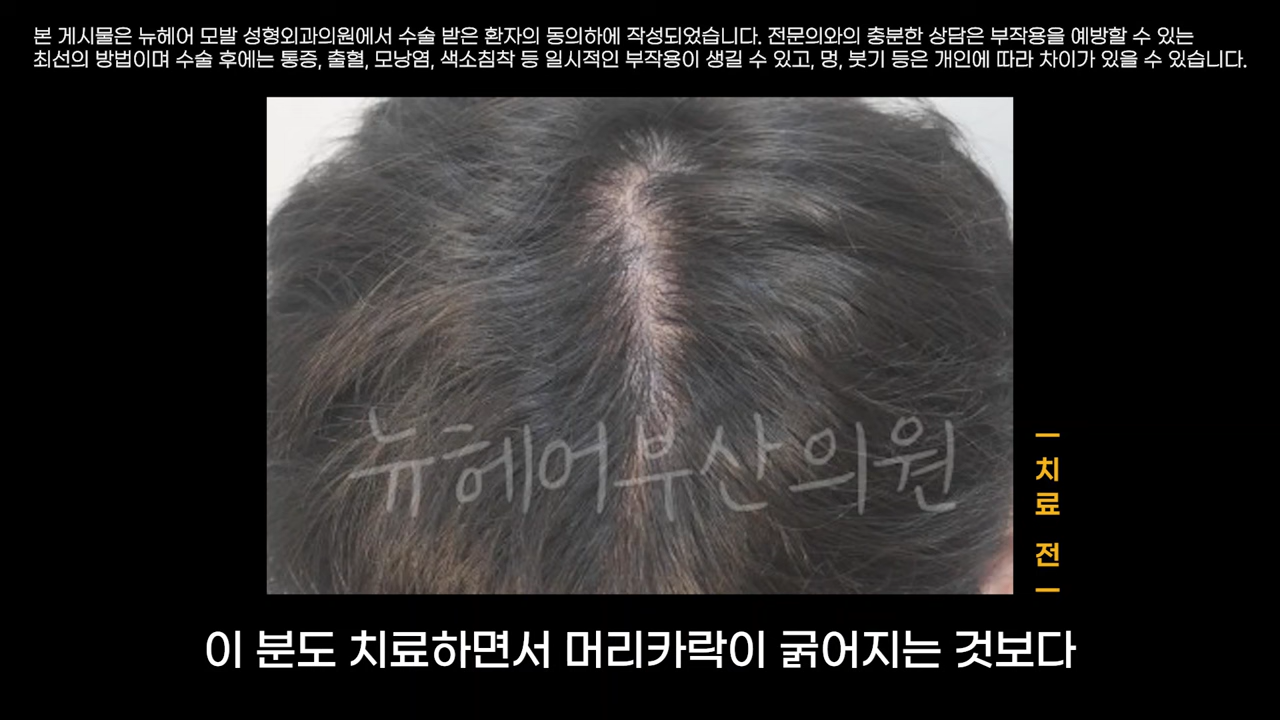 본 게시물은 뉴헤어 모발 성형외과의원에서 수술 받은 환자의 동의하에 작성되었습니다. 전문의와의 충분한 상담은 부작용을 예방할 수 있는
최선의 방법이며 수술 후에는 통증, 출혈, 모낭염, 색소침착 등 일시적인 부작용이 생길 수 있고, 멍, 붓기 등은 개인에 따라 차이가 있을 수 있습니다.
뉴헤어부산의원
ㅡ치료 전ㅡ
이 분도 치료하면서 머리카락이 굵어지는 것보다